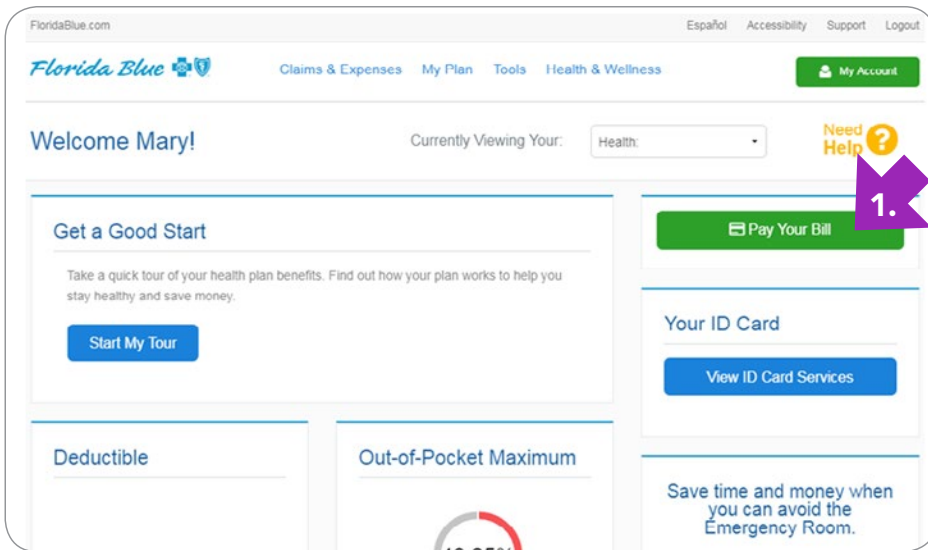 FloridaBlue.com
Español Accessibility Support Logout
Florida Blue
Claims & Expenses My Plan Tools Health & Wellness
My Account
Welcome Mary!
Currently Viewing Your:
Health:
Need
Help
?
1.
Get a Good Start
Take a quick tour of your health plan benefits. Find out how your plan works to help you
stay healthy and save money.
Start My Tour
Pay Your Bill
Your ID Card
View ID Card Services
Deductible
Out-of-Pocket Maximum
Save time and money when
you can avoid the
Emergency Room.